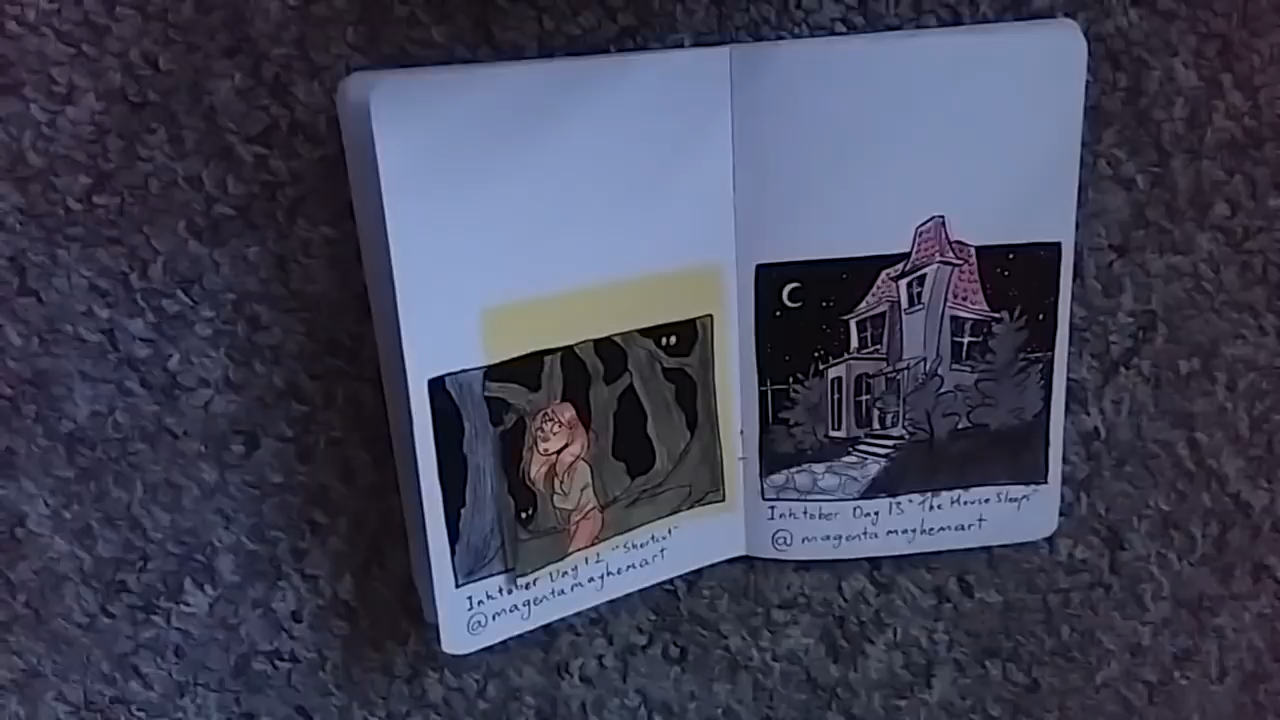 Inktober Day 12 "Shortcut"
@magentamayhemart
Inktober Day 13 "The House Sleeps"
@magentamayhemart